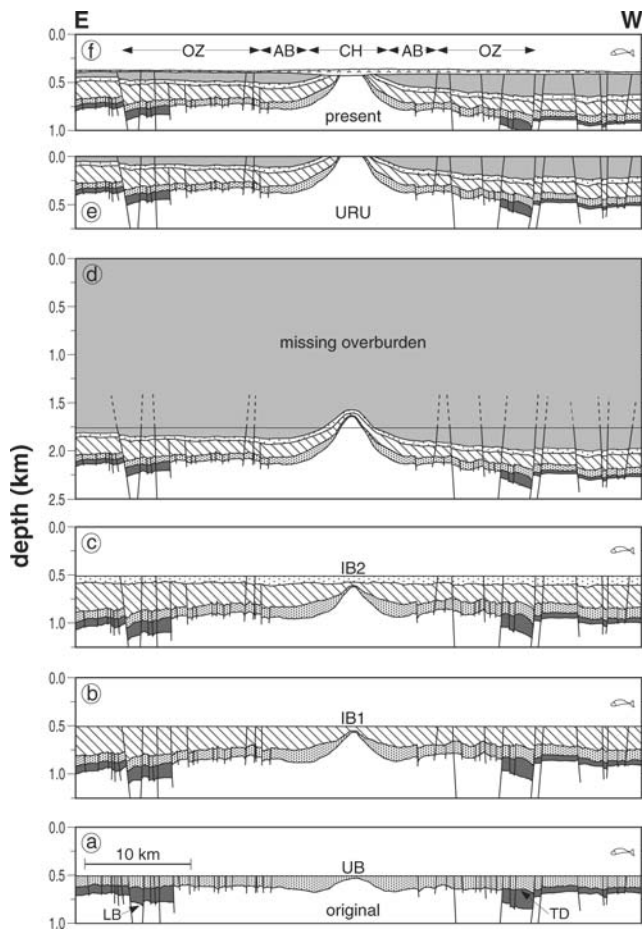 E W
f OZ AB CH AB OZ
0.0
0.5
1.0
present
0.0
0.5
e URU
d
0.0
0.5
1.0
1.5
2.0
2.5
missing overburden
depth (km)
c
0.0
0.5
1.0
IB2
b
0.0
0.5
1.0
IB1
a
0.0
0.5
1.0
10 km
UB
LB original TD